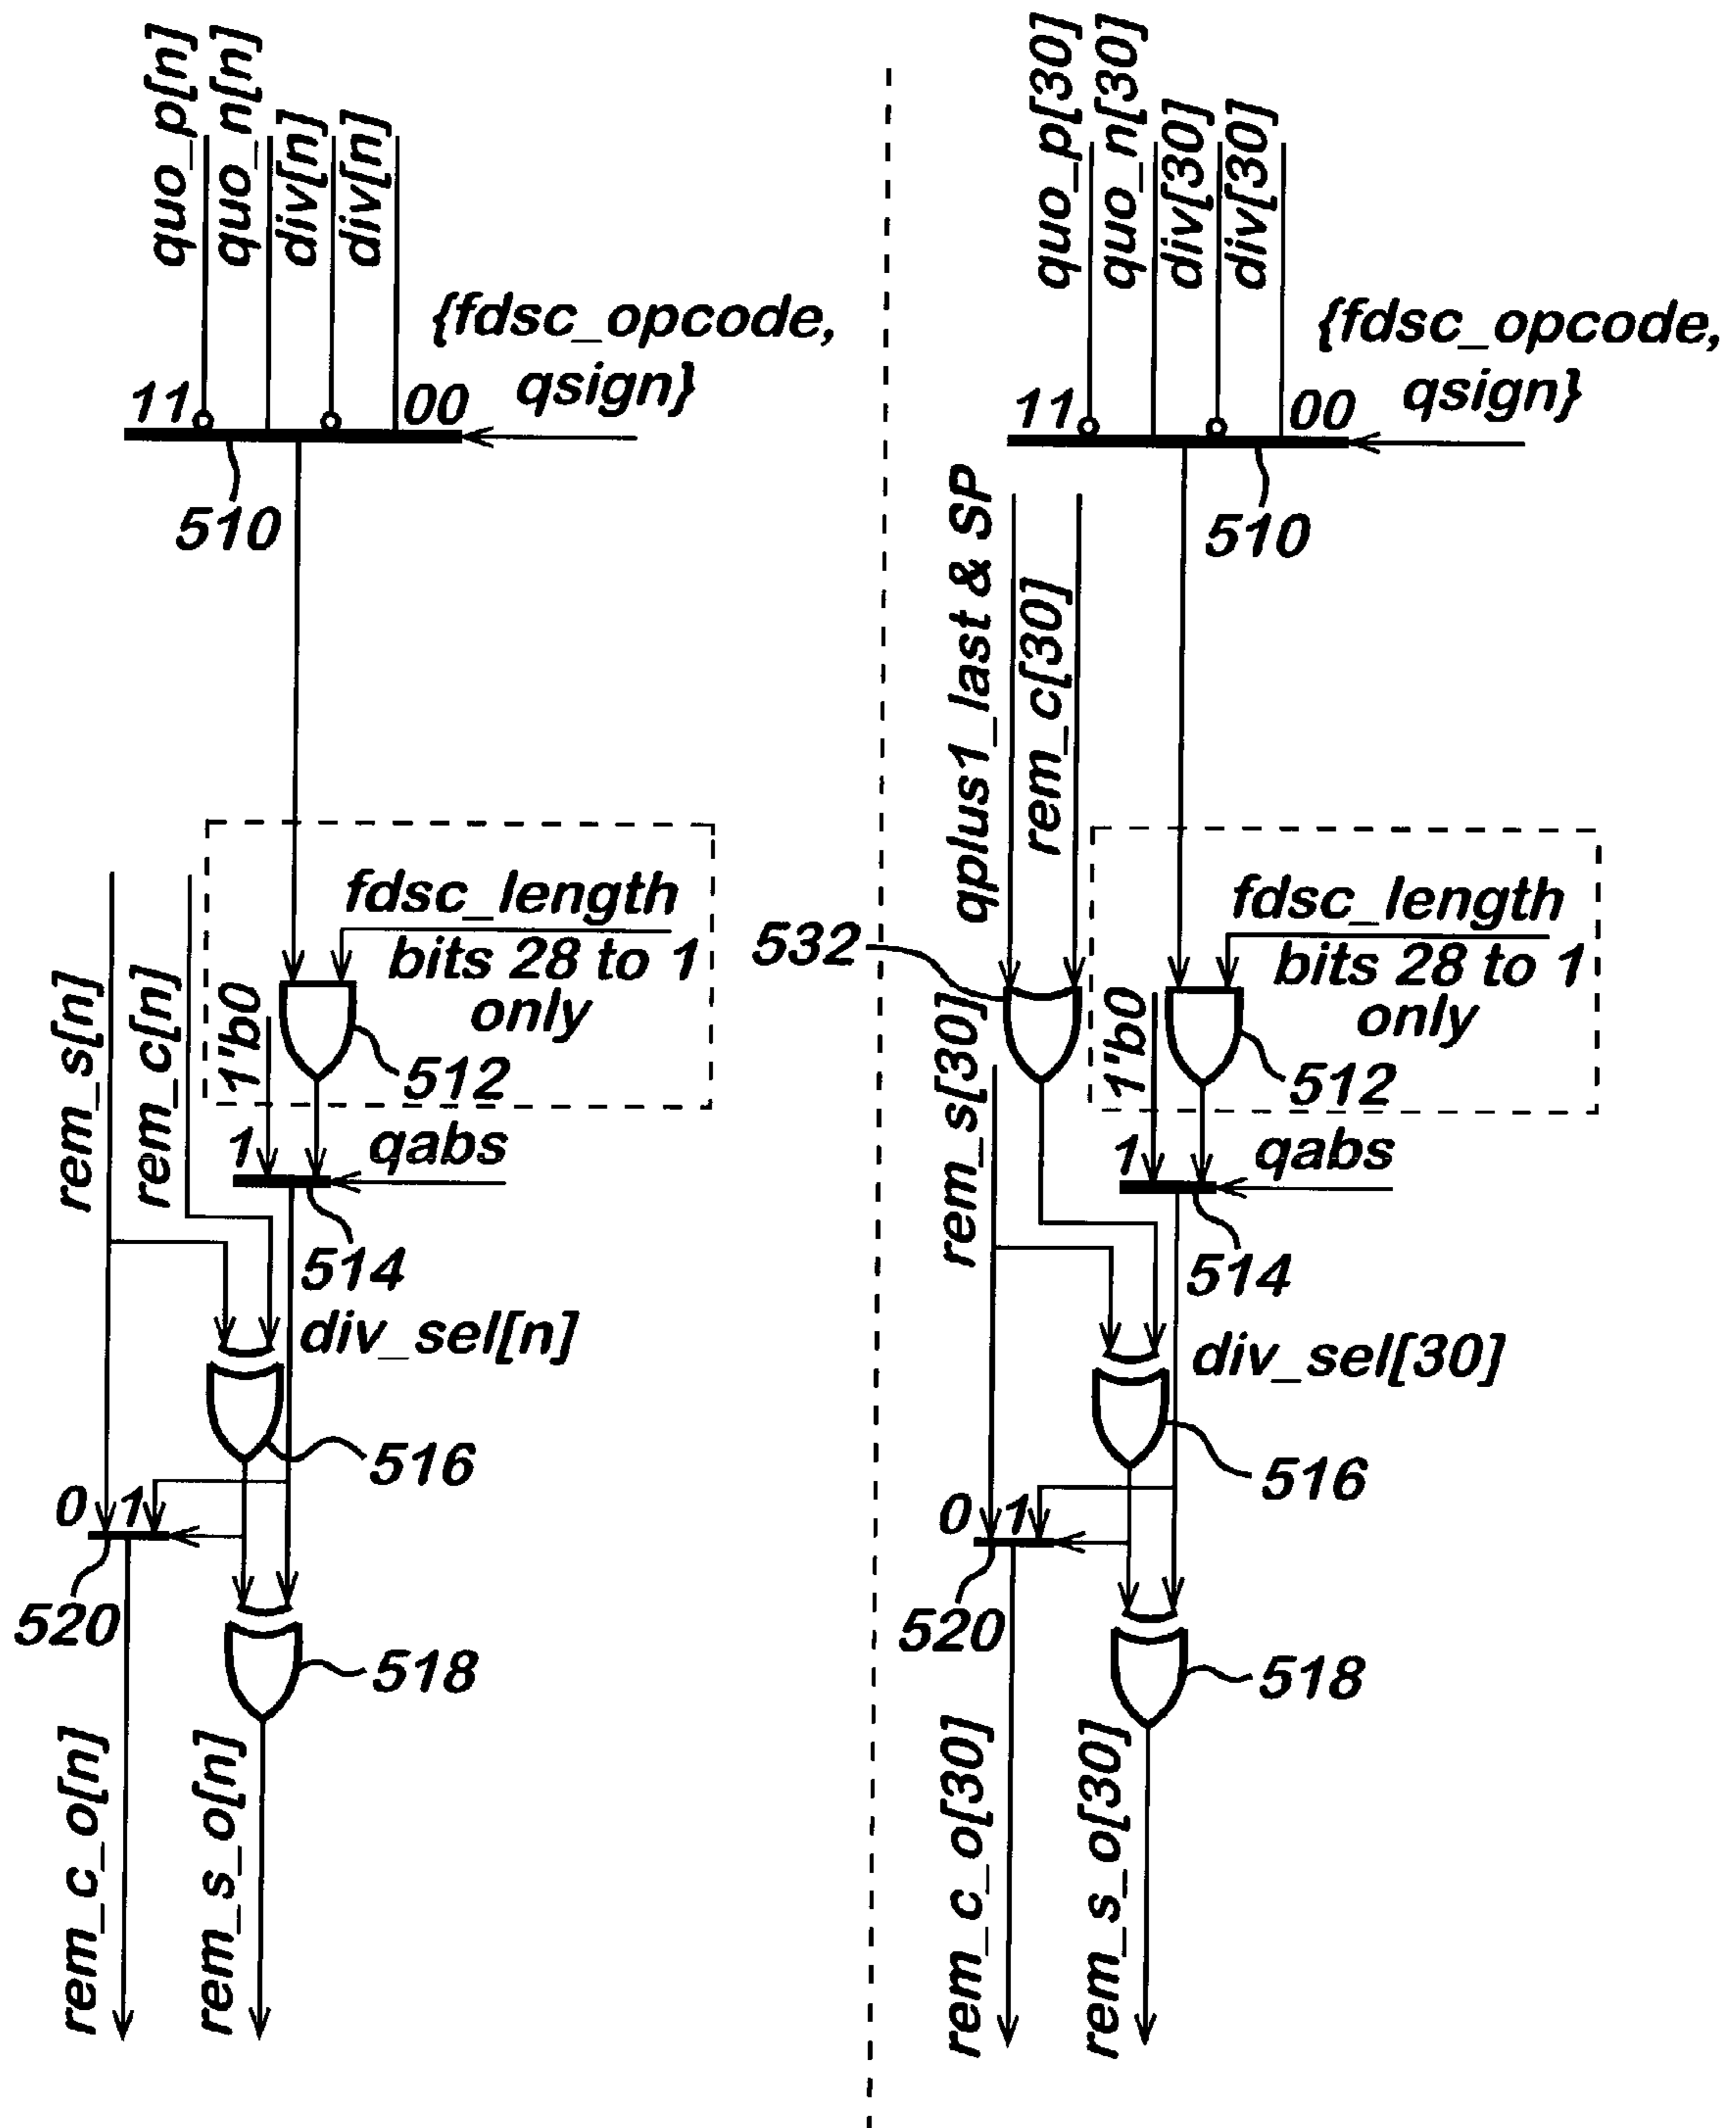 quo_p[n]
quo_n[n]
div[n]
div[n]
{fdsc_opcode,
qsign}
11
00
510
fdsc_length
bits 28 to 1
only
1'b0
512
rem_s[n]
rem_c[n]
1
qabs
514
div_sel[n]
516
0
1
520
518
rem_c_o[n]
rem_s_o[n]
quo_p[30]
quo_n[30]
div[30]
div[30]
{fdsc_opcode,
qsign}
11
00
510
qplus1_last & SP
rem_c[30]
532
fdsc_length
bits 28 to 1
only
1'b0
512
rem_s[30]
1
qabs
514
div_sel[30]
516
0
1
520
518
rem_c_o[30]
rem_s_o[30]